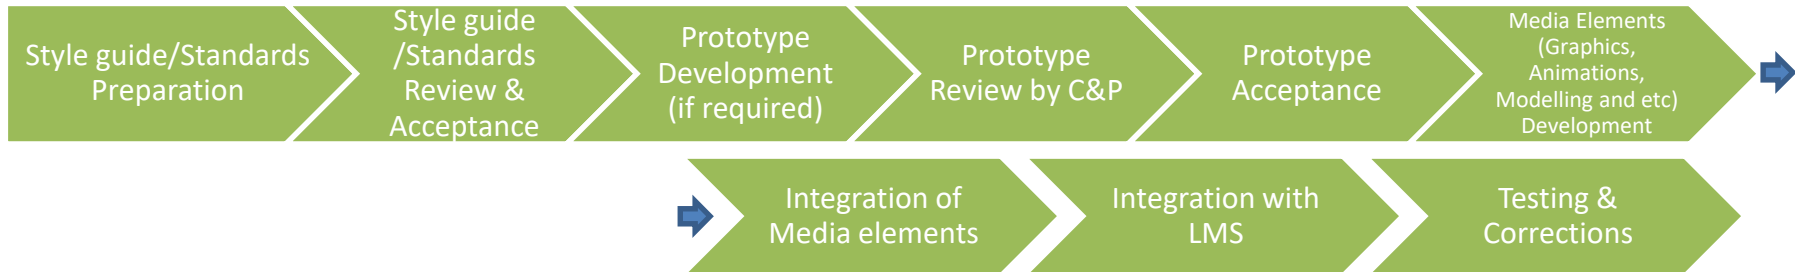 Style guide/Standards
Preparation
Style guide
/Standards
Review &
Acceptance
Prototype
Development
(if required)
Prototype
Review by C&P
Prototype
Acceptance
Media Elements
(Graphics,
Animations,
Modelling and etc)
Development
Integration of
Media elements
Integration with
LMS
Testing &
Corrections